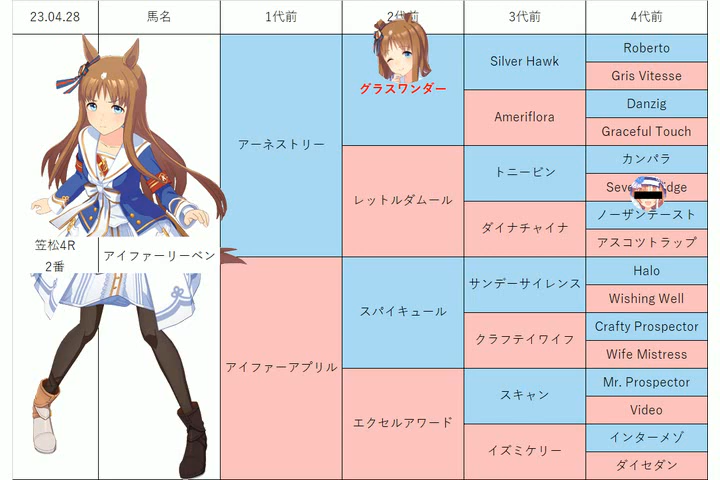 23.04.28
馬名
1代前
2代前
3代前
4代前
笠松4R
2番
アイファーリーベン
アーネストリー
アイファーアプリル
グラスワンダー
レットルダムール
スパイキュール
エクセルアワード
Silver Hawk
Ameriflora
トニービン
ダイナチャイナ
サンデーサイレンス
クラフテイワイフ
スキャン
イズミケリー
Roberto
Gris Vitesse
Danzig
Graceful Touch
カンパラ
ノーザンテースト
アスコツトラップ
Halo
Wishing Well
Crafty Prospector
Wife Mistress
Mr. Prospector
Video
インターメゾ
ダイセダン